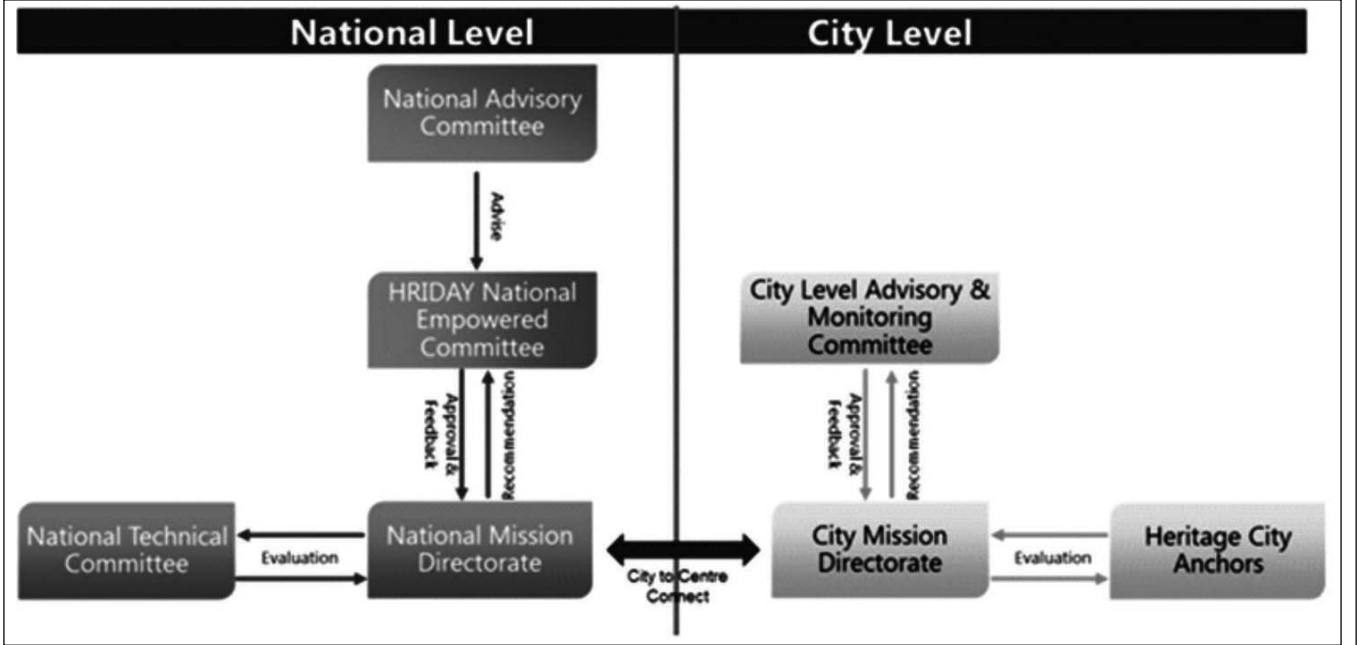 National Level
City Level
National Advisory
Committee
Advise
HRIDAY National
Empowered
Committee
City Level Advisory &
Monitoring
Committee
Approval &
Feedback
Recommendation
Approval &
Feedback
Recommendation
National Technical
Committee
Evaluation
National Mission
Directorate
City to Centre
Connect
City Mission
Directorate
Evaluation
Heritage City
Anchors